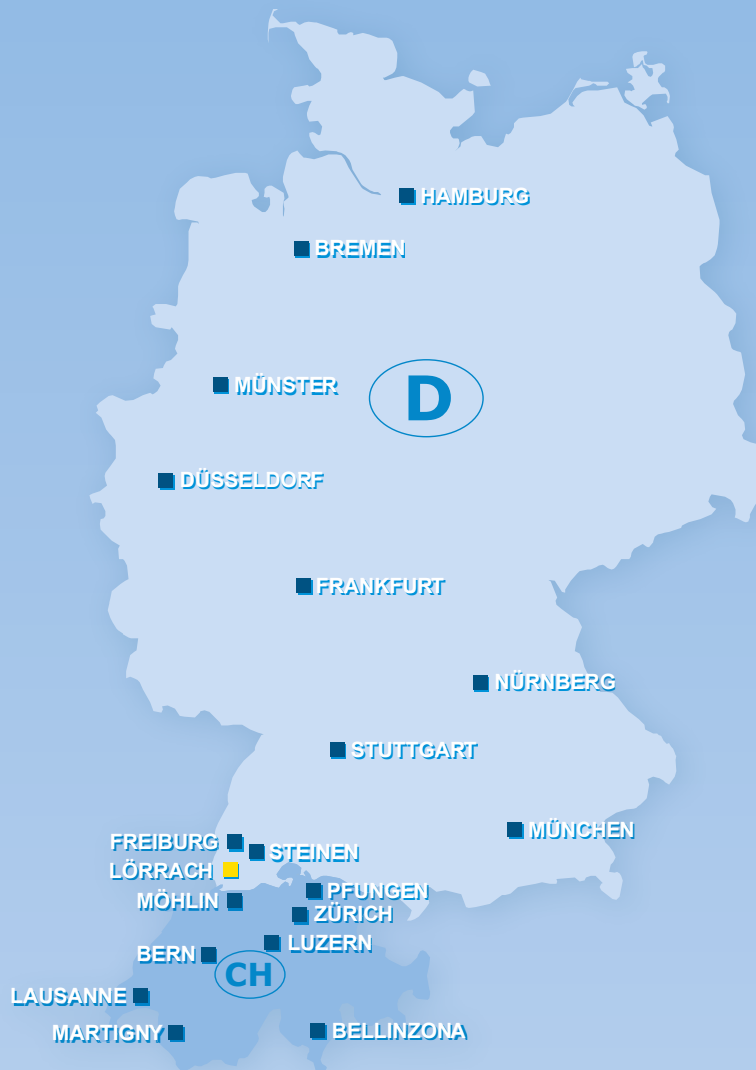 HAMBURG
BREMEN
MÜNSTER
D
DÜSSELDORF
FRANKFURT
NÜRNBERG
STUTTGART
MÜNCHEN
FREIBURG
STEINEN
LÖRRACH
PFUNGEN
MÖHLIN
ZÜRICH
LUZERN
BERN
CH
LAUSANNE
BELLINZONA
MARTIGNY